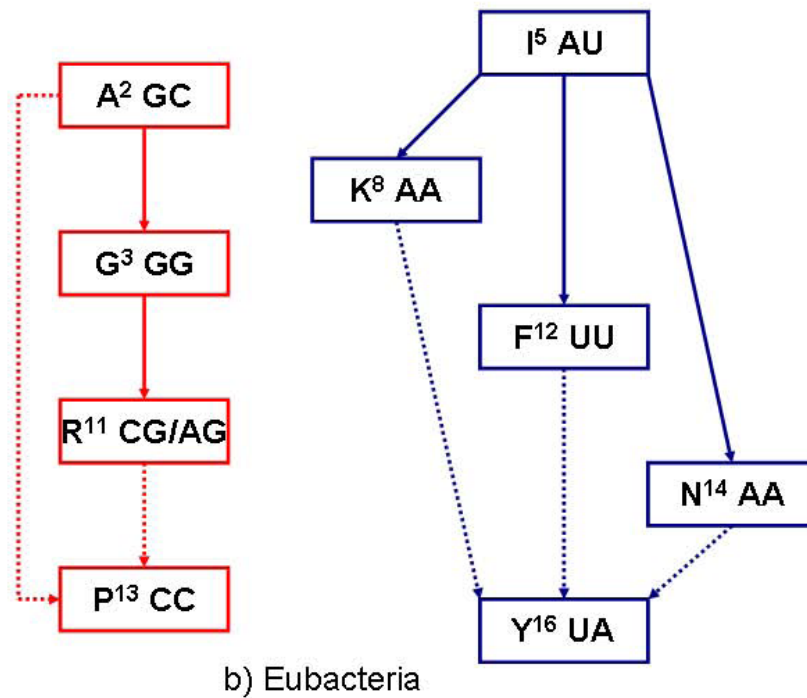 I⁵ AU
A² GC
K⁸ AA
G³ GG
F¹² UU
R¹¹ CG/AG
N¹⁴ AA
P¹³ CC
Y¹⁶ UA
b) Eubacteria